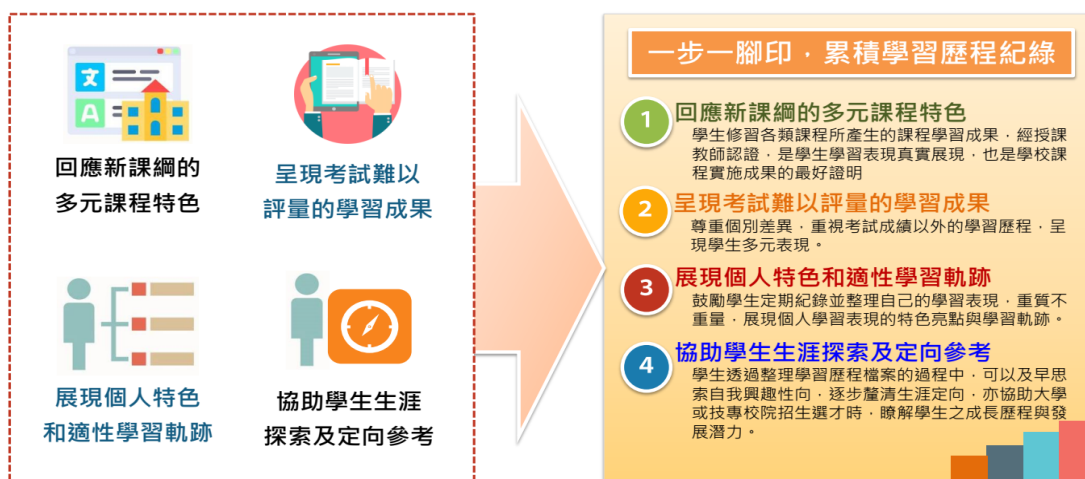 文
A
回應新課綱的
多元課程特色
呈現考試難以
評量的學習成果
展現個人特色
和適性學習軌跡
協助學生生涯
探索及定向參考
一步一腳印，累積學習歷程紀錄
1
回應新課綱的多元課程特色
學生修習各類課程所產生的課程學習成果，經授課
教師認證，是學生學習表現真實展現，也是學校課
程實施成果的最好證明
2
呈現考試難以評量的學習成果
尊重個別差異，重視考試成績以外的學習歷程，呈
現學生多元表現。
3
展現個人特色和適性學習軌跡
鼓勵學生定期紀錄並整理自己的學習表現，重質不
重量，展現個人學習表現的特色亮點與學習軌跡。
4
協助學生生涯探索及定向參考
學生透過整理學習歷程檔案的過程中，可以及早思
索自我興趣性向，逐步釐清生涯定向，亦協助大學
或技專校院招生選才時，瞭解學生之成長歷程與發
展潛力。